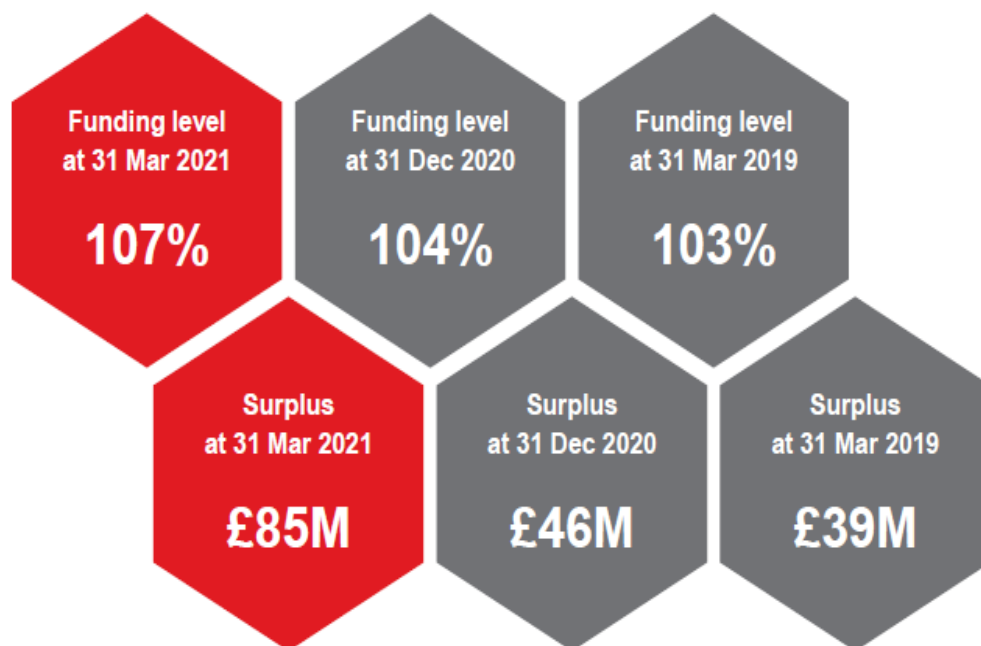 Funding level
at 31 Mar 2021
107%
Funding level
at 31 Dec 2020
104%
Funding level
at 31 Mar 2019
103%
Surplus
at 31 Mar 2021
£85M
Surplus
at 31 Dec 2020
£46M
Surplus
at 31 Mar 2019
£39M